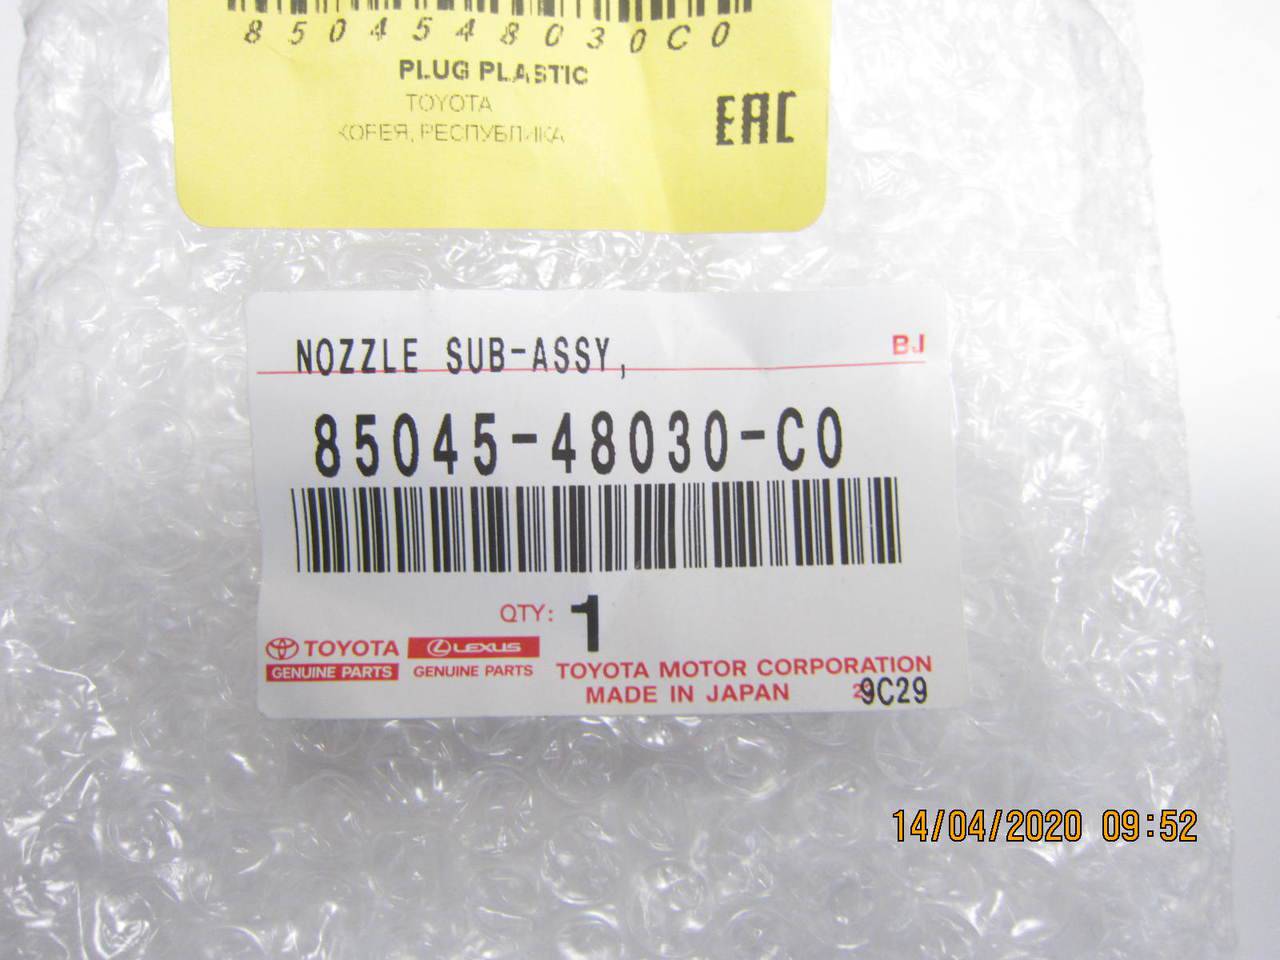 8504548030C0
PLUG PLASTIC
TOYOTA
КОРЕЯ, РЕСПУБЛИКА
EAC
NOZZLE SUB-ASSY,
BJ
85045-48030-C0
QTY: 1
TOYOTA
GENUINE PARTS
LEXUS
GENUINE PARTS
TOYOTA MOTOR CORPORATION
MADE IN JAPAN
9C29
14/04/2020 09:52